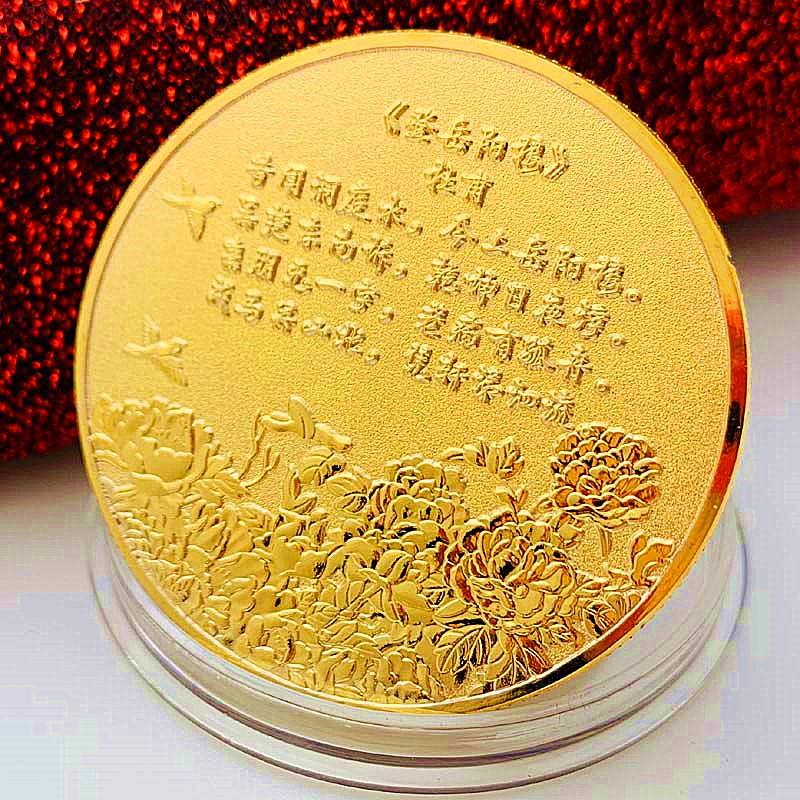 《登岳阳楼》
杜甫
昔闻洞庭水,今上岳阳楼。
吴楚东南坼,乾坤日夜浮。
亲朋无一字,老病有孤舟。
戎马关山北,凭轩涕泗流